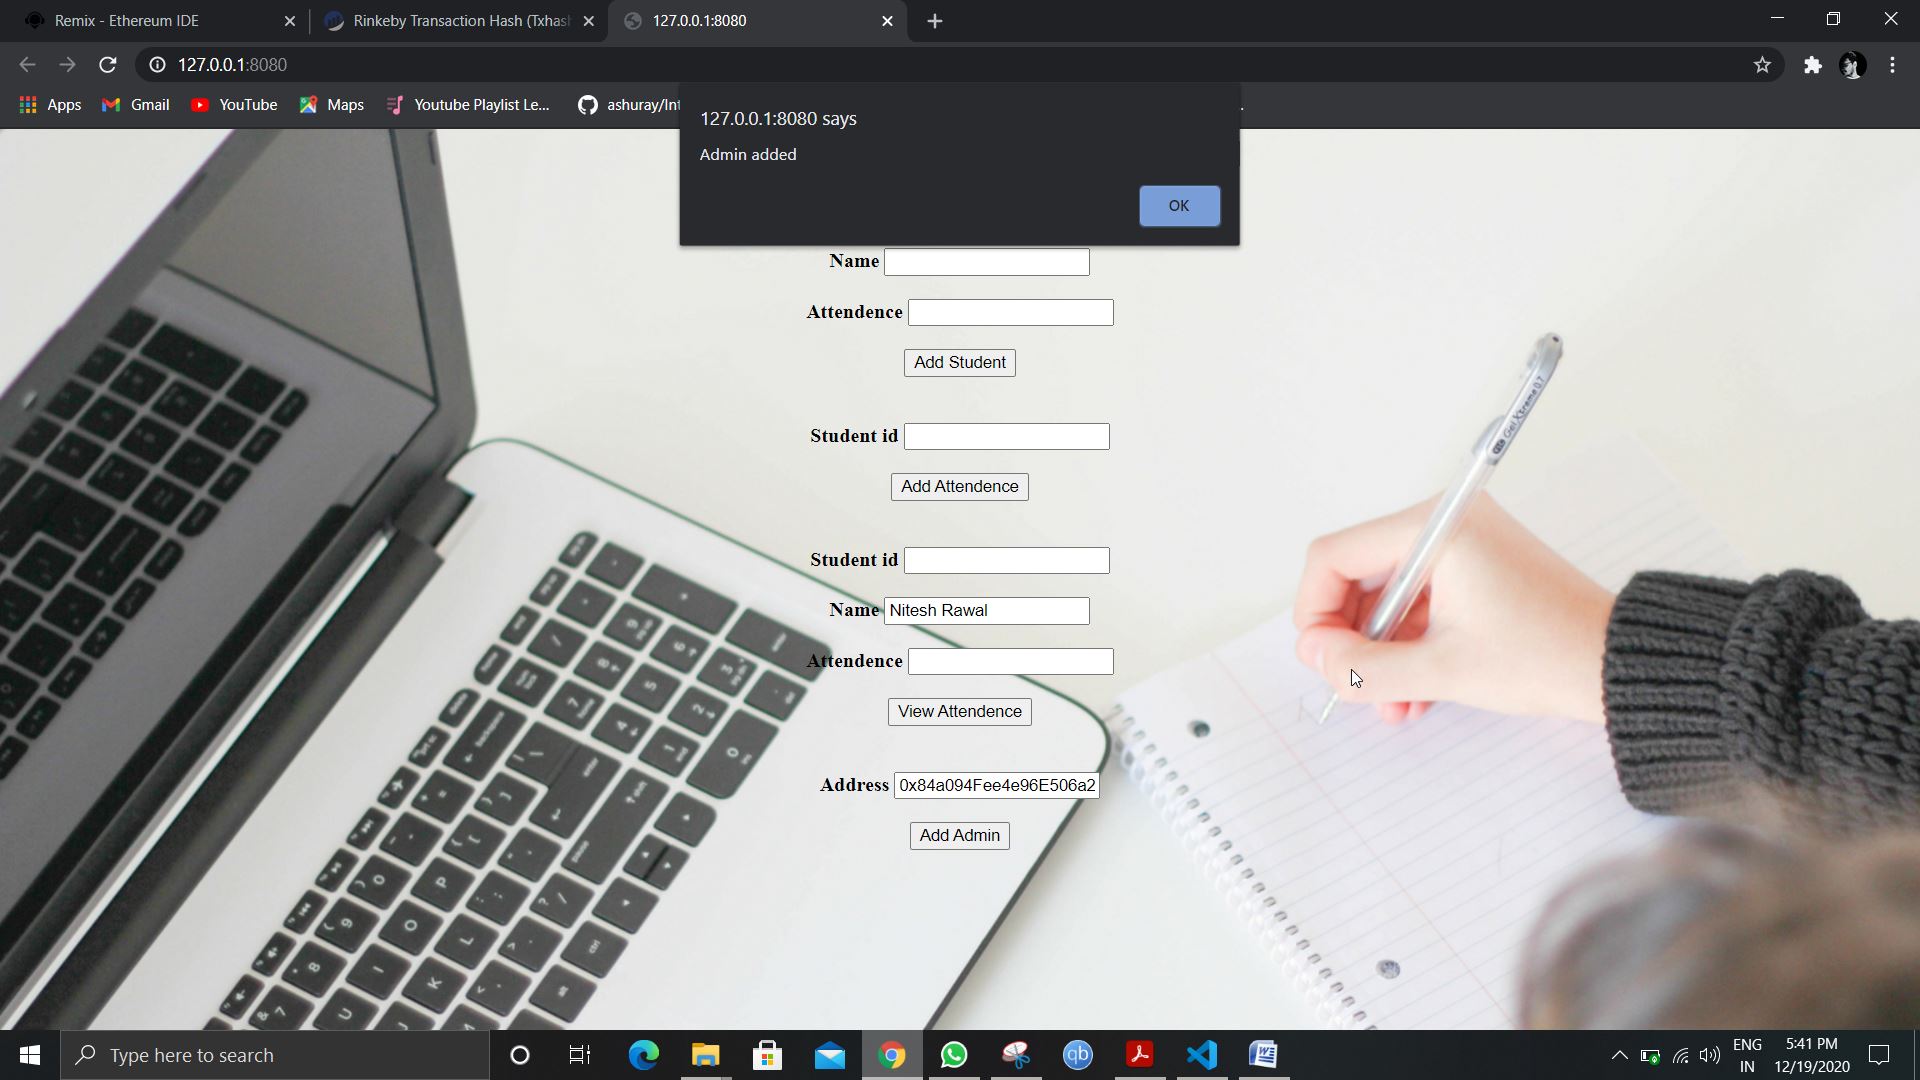 Remix - Ethereum IDE
Rinkeby Transaction Hash (Txhas
127.0.0.1:8080
127.0.0.1:8080
Apps
Gmail
YouTube
Maps
Youtube Playlist Le...
ashuray/Int
127.0.0.1:8080 says
Admin added
OK
Name
Attendence
Add Student
Student id
Add Attendence
Student id
Name Nitesh Rawal
Attendence
View Attendence
Address 0x84a094Fee4e96E506a2
Add Admin
Type here to search
ENG
IN
5:41 PM
12/19/2020